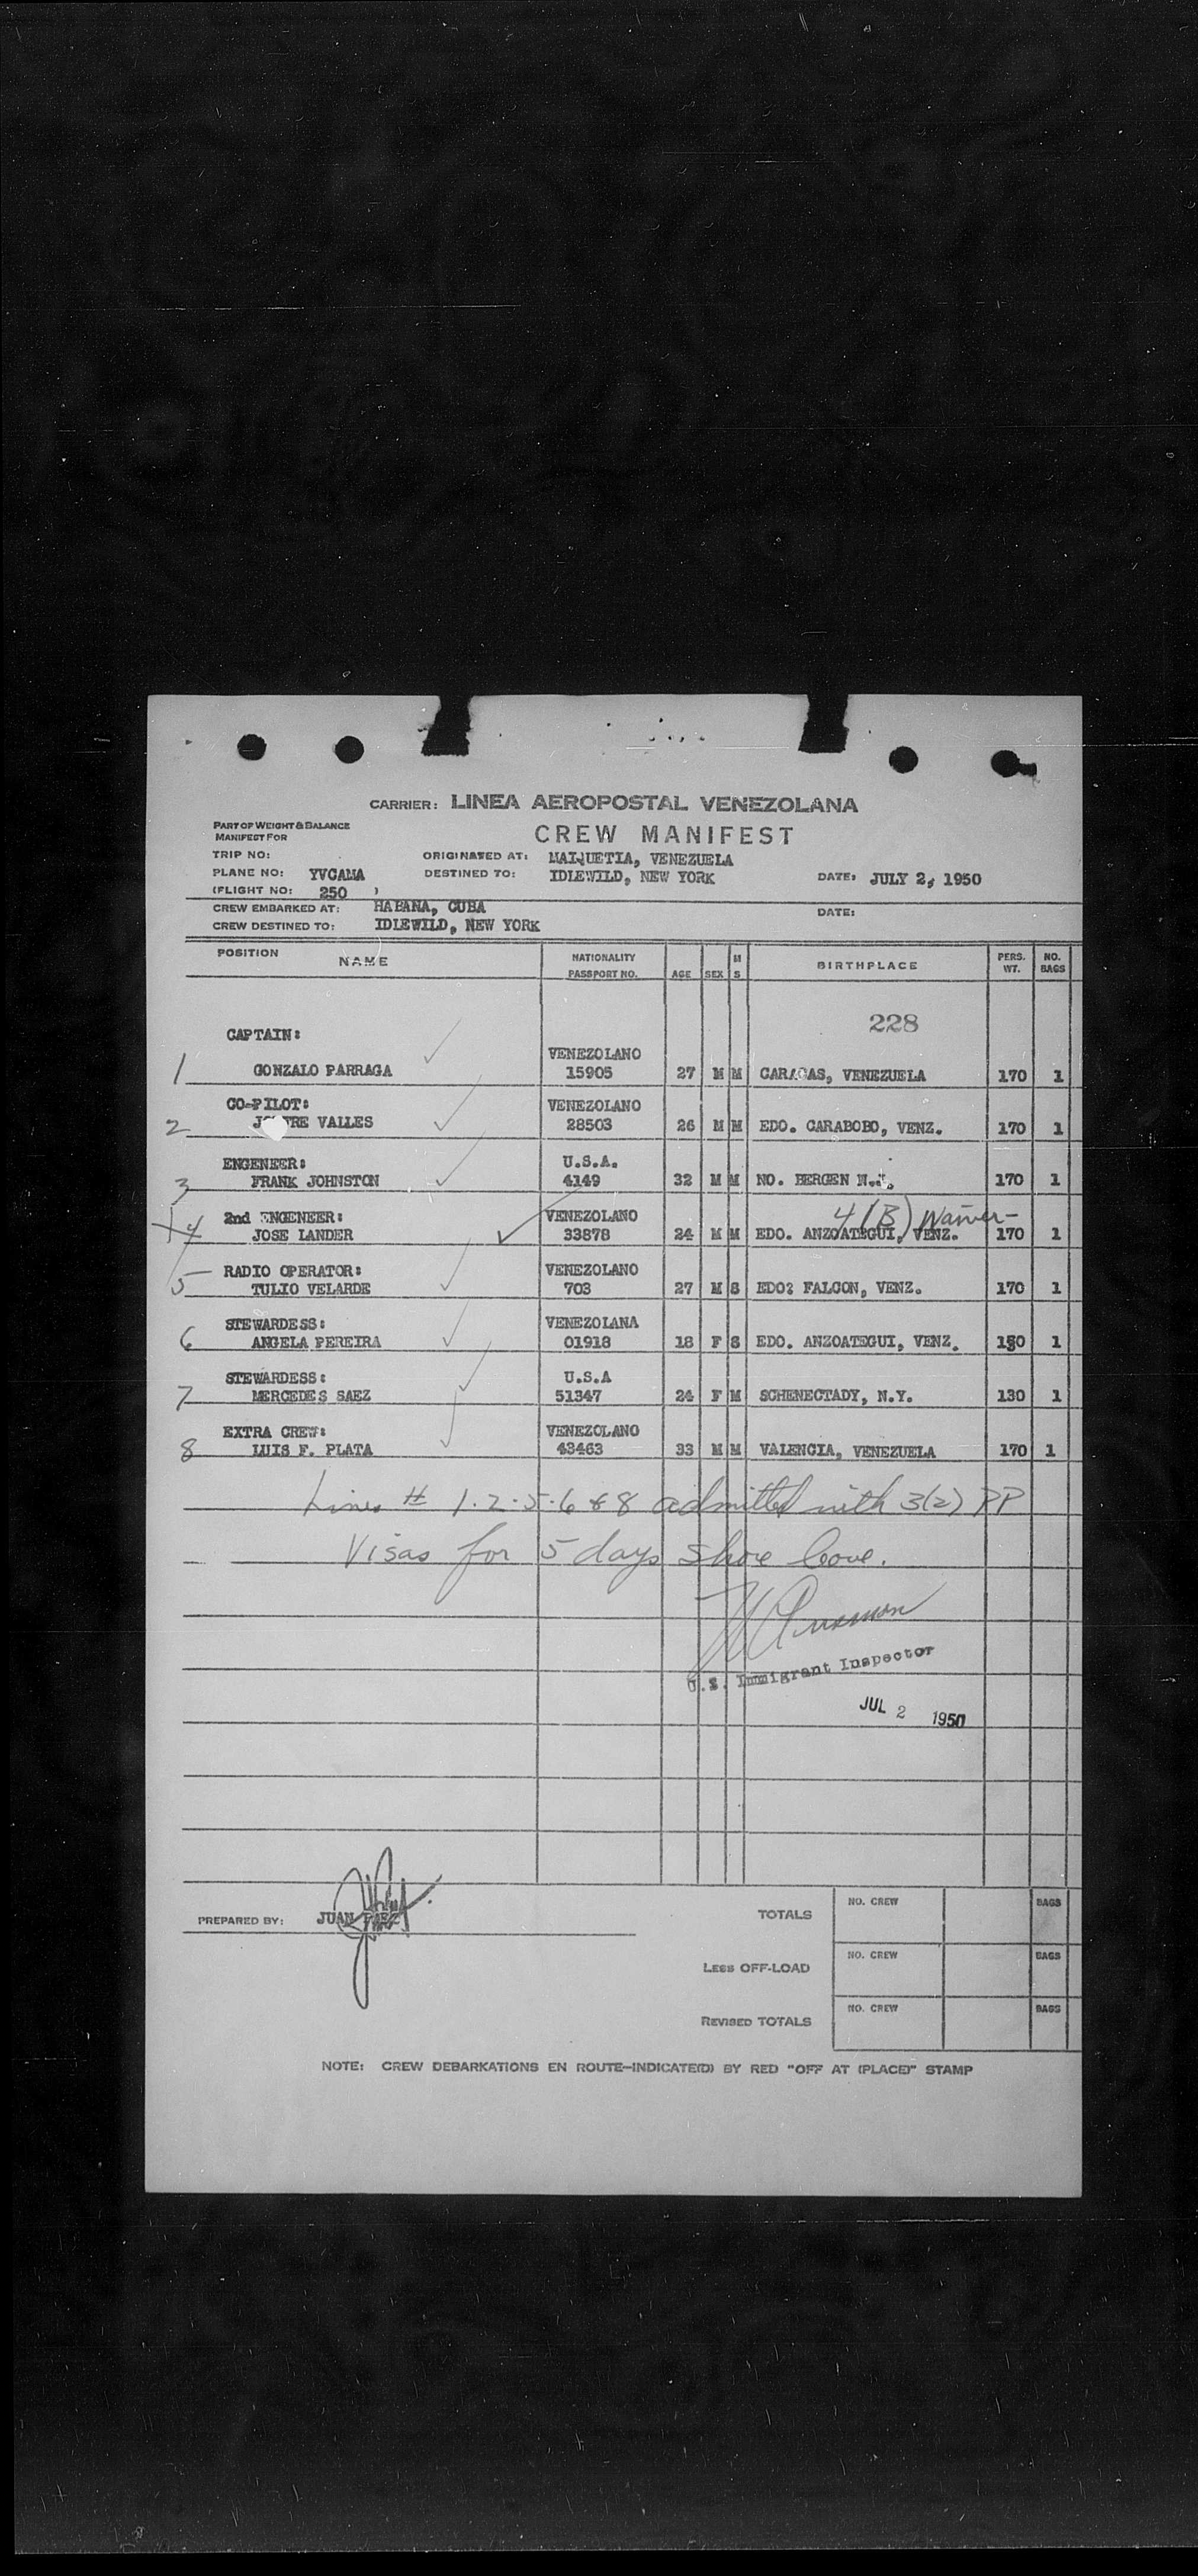 CARRIER: LINEA AEROPOSTAL VENEZOLANA
PART OF WEIGHT & BALANCE
MANIFEST FOR
CREW MANIFEST
TRIP NO: ORIGINATED AT: MAIQUETIA, VENEZUELA
PLANE NO: YVCAMA DESTINED TO: IDLEWILD, NEW YORK DATE: JULY 2, 1950
(FLIGHT NO: 250 )
CREW EMBARKED AT: HABANA, CUBA DATE:
CREW DESTINED TO: IDLEWILD, NEW YORK
POSITION NAME NATIONALITY PASSPORT NO. AGE SEX M S BIRTHPLACE PERS. WT. NO. BAGS
228
CAPTAIN:
VENEZOLANO
1 GONZALO PARRAGA 15905 27 M M CARACAS, VENEZUELA 170 1
CO-PILOT: VENEZOLANO
2 VALLES 28503 26 M M EDO. CARABOBO, VENZ. 170 1
ENGENEER: U.S.A.
3 FRANK JOHNSTON 4149 32 M M NO. BERGEN N.J. 170 1
2nd ENGENEER: VENEZOLANO 4(B) Waiver-
4 JOSE LANDER 33878 24 M M EDO. ANZOATEGUI, VENZ. 170 1
RADIO OPERATOR: VENEZOLANO
5 TULIO VELARDE 703 27 M S EDO? FALCON, VENZ. 170 1
STEWARDESS: VENEZOLANA
6 ANGELA PEREIRA 01918 18 F S EDO. ANZOATEGUI, VENZ. 130 1
STEWARDESS: U.S.A
7 MERCEDES SAEZ 51347 24 F M SCHENECTADY, N.Y. 130 1
EXTRA CREW: VENEZOLANO
8 LUIS F. PLATA 43463 33 M M VALENCIA, VENEZUELA 170 1
Lines # 1.2.5.6 & 8 admitted with 3(2) PP
Visas for 5 days shore leave.
U.S. Immigrant Inspector
JUL 2 1950
PREPARED BY: JUAN PAEZ
TOTALS NO. CREW BAGS
LESS OFF-LOAD NO. CREW BAGS
REVISED TOTALS NO. CREW BAGS
NOTE: CREW DEBARKATIONS EN ROUTE-INDICATE(D) BY RED "OFF AT (PLACE)" STAMP